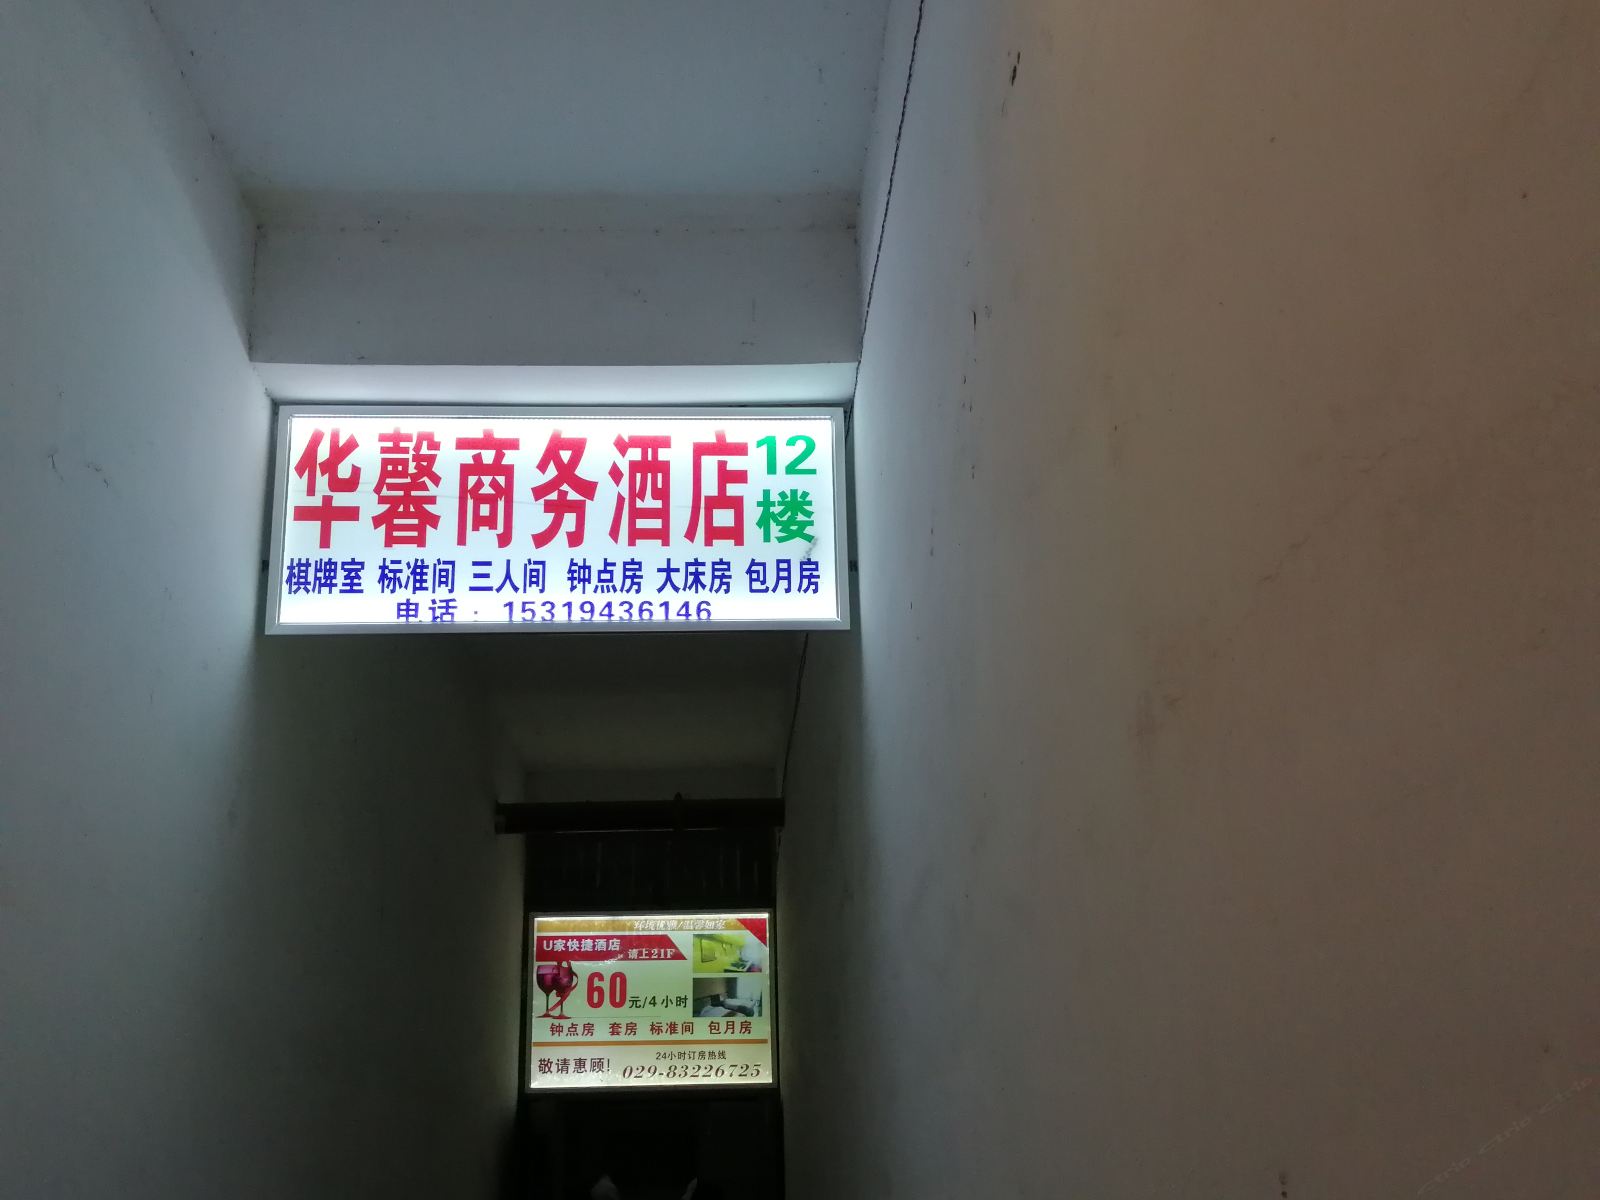 华馨商务酒店
12
楼
棋牌室 标准间 三人间 钟点房 大床房 包月房
电话：15319436146
U家快捷酒店
请上21F
60元/4小时
钟点房 套房 标准间 包月房
24小时订房热线
敬请惠顾！
029-83226725